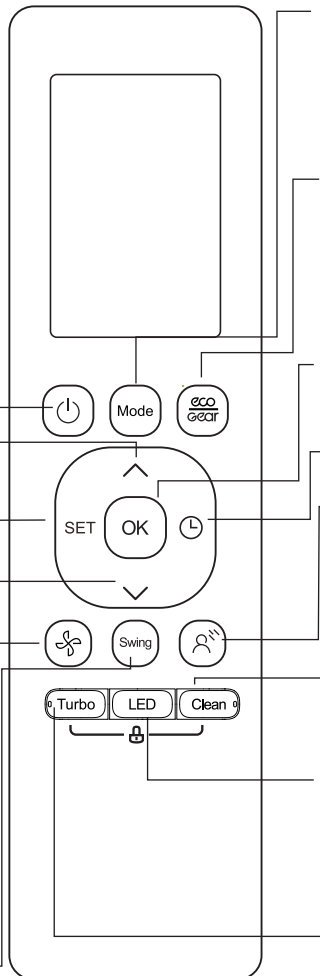 Mode
eco
Gear
SET
OK
Swing
Turbo
LED
Clean